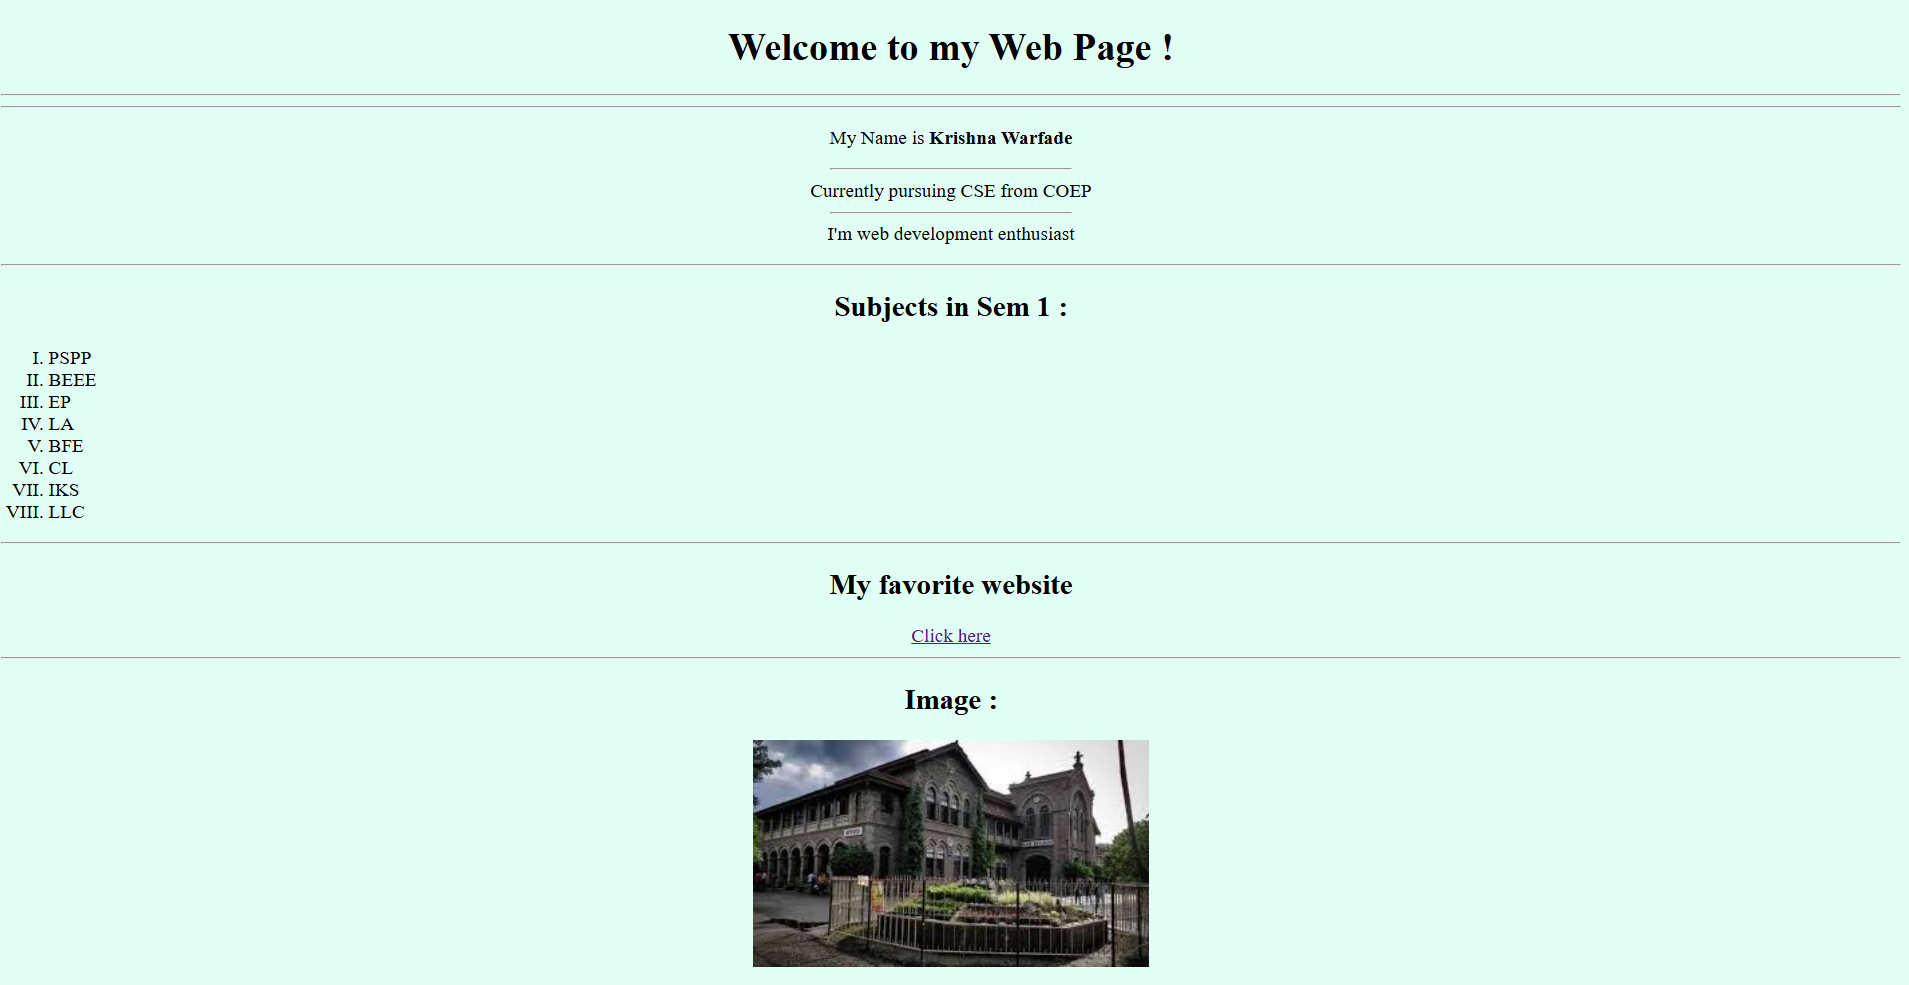 Welcome to my Web Page !
My Name is Krishna Warfade
Currently pursuing CSE from COEP
I'm web development enthusiast
Subjects in Sem 1 :
I. PSPP
II. BEEE
III. EP
IV. LA
V. BFE
VI. CL
VII. IKS
VIII. LLC
My favorite website
Click here
Image :